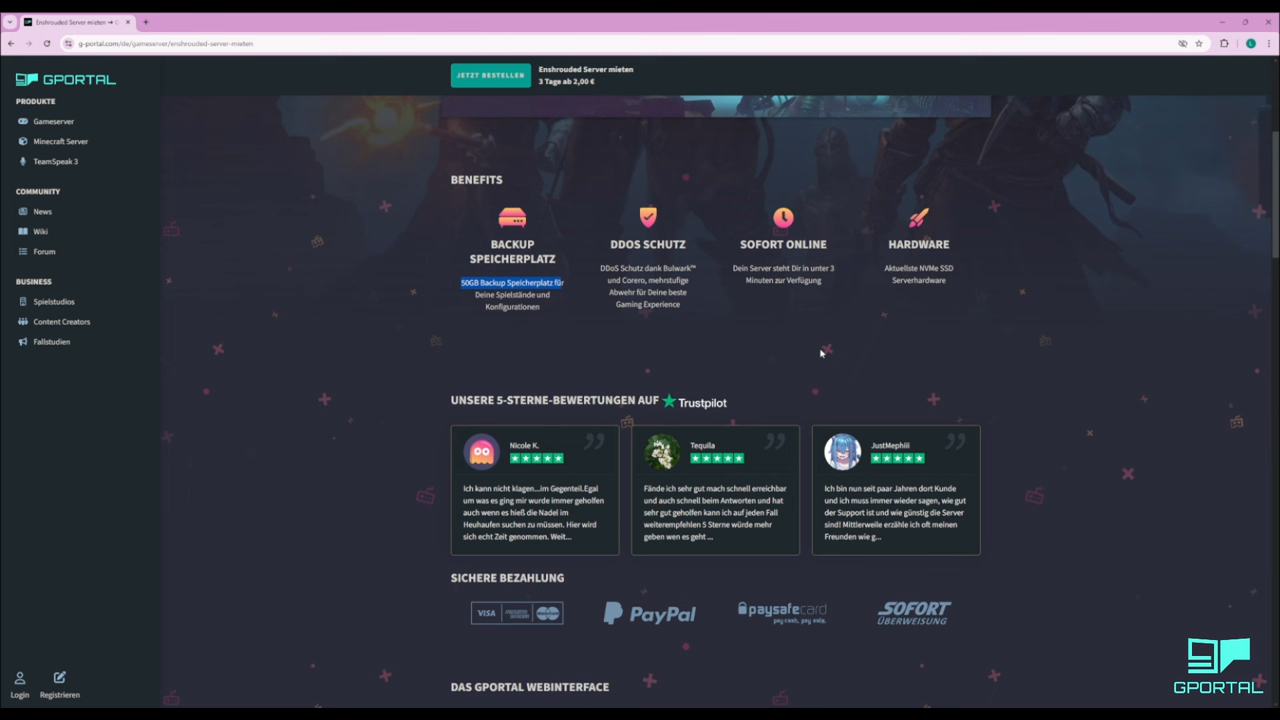 Enshrouded Server mieten ➔ G
g-portal.com/de/gameserver/enshrouded-server-mieten
L
GPORTAL
JETZT BESTELLEN
Enshrouded Server mieten
3 Tage ab 2,00 €
PRODUKTE
Gameserver
Minecraft Server
TeamSpeak 3
COMMUNITY
News
Wiki
Forum
BUSINESS
Spielstudios
Content Creators
Fallstudien
Login
Registrieren
BENEFITS
BACKUP
SPEICHERPLATZ
50GB Backup Speicherplatz für
Deine Spielstände und
Konfigurationen
DDOS SCHUTZ
DDoS Schutz dank Bulwark™
und Corero, mehrstufige
Abwehr für Deine beste
Gaming Experience
SOFORT ONLINE
Dein Server steht Dir in unter 3
Minuten zur Verfügung
HARDWARE
Aktuellste NVMe SSD
Serverhardware
UNSERE 5-STERNE-BEWERTUNGEN AUF Trustpilot
Nicole K.
Ich kann nicht klagen...im Gegenteil.Egal
um was es ging mir wurde immer geholfen
auch wenn es hieß die Nadel im
Heuhaufen suchen zu müssen. Hier wird
sich echt Zeit genommen. Weit...
Tequila
Fände ich sehr gut mach schnell erreichbar
und auch schnell beim Antworten und hat
sehr gut geholfen kann ich auf jeden Fall
weiterempfehlen 5 Sterne würde mehr
geben wen es geht ...
JustMephiii
Ich bin nun seit paar Jahren dort Kunde
und ich muss immer wieder sagen, wie gut
der Support ist und wie günstig die Server
sind! Mittlerweile erzähle ich oft meinen
Freunden wie g...
SICHERE BEZAHLUNG
VISA
PayPal
paysafecard
pay cash, pay safe.
SOFORT
ÜBERWEISUNG
DAS GPORTAL WEBINTERFACE
GPORTAL